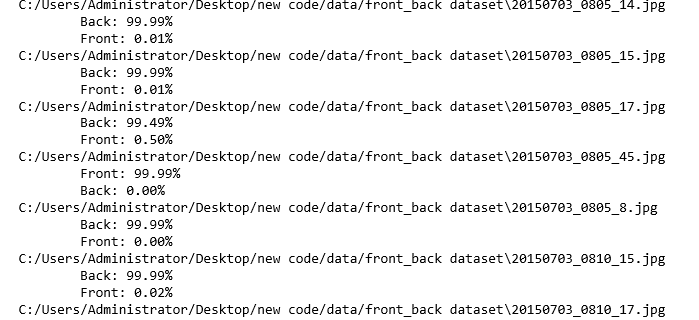 C:/Users/Administrator/Desktop/new code/data/front_back dataset\20150703_0805_14.jpg
Back: 99.99%
Front: 0.01%
C:/Users/Administrator/Desktop/new code/data/front_back dataset\20150703_0805_15.jpg
Back: 99.99%
Front: 0.01%
C:/Users/Administrator/Desktop/new code/data/front_back dataset\20150703_0805_17.jpg
Back: 99.49%
Front: 0.50%
C:/Users/Administrator/Desktop/new code/data/front_back dataset\20150703_0805_45.jpg
Front: 99.99%
Back: 0.00%
C:/Users/Administrator/Desktop/new code/data/front_back dataset\20150703_0805_8.jpg
Back: 99.99%
Front: 0.00%
C:/Users/Administrator/Desktop/new code/data/front_back dataset\20150703_0810_15.jpg
Back: 99.99%
Front: 0.02%
C:/Users/Administrator/Desktop/new code/data/front_back dataset\20150703_0810_17.jpg